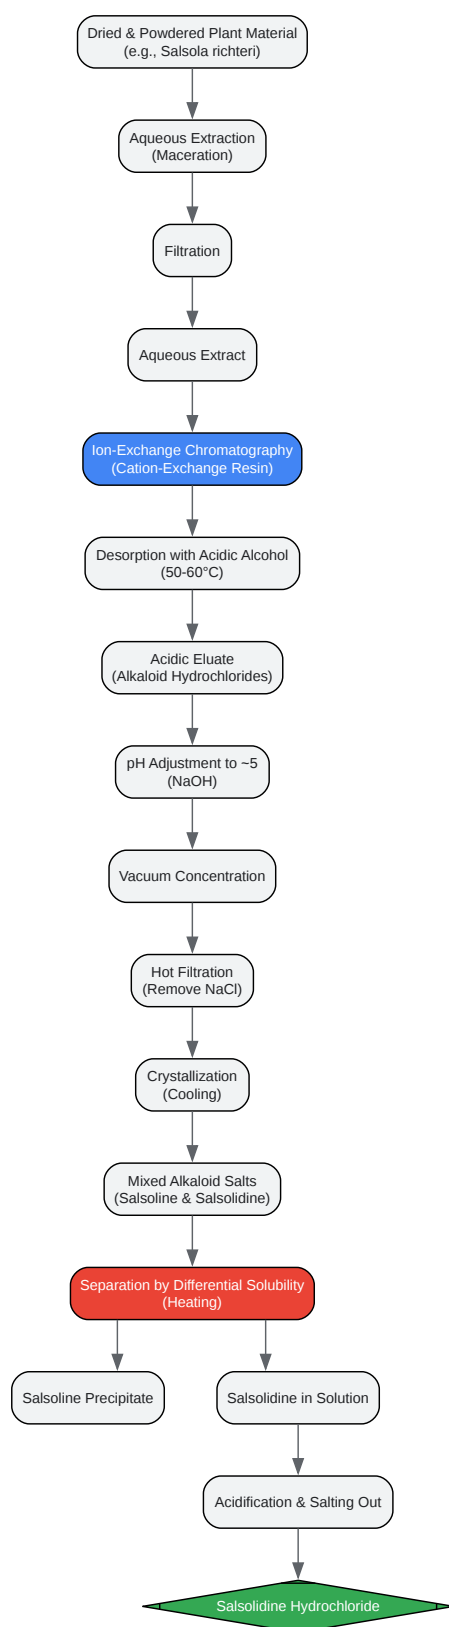 Dried & Powdered Plant Material
(e.g., Salsola richteri)
Aqueous Extraction
(Maceration)
Filtration
Aqueous Extract
Ion-Exchange Chromatography
(Cation-Exchange Resin)
Desorption with Acidic Alcohol
(50-60°C)
Acidic Eluate
(Alkaloid Hydrochlorides)
pH Adjustment to ~5
(NaOH)
Vacuum Concentration
Hot Filtration
(Remove NaCl)
Crystallization
(Cooling)
Mixed Alkaloid Salts
(Salsoline & Salsolidine)
Separation by Differential Solubility
(Heating)
Salsoline Precipitate
Salsolidine in Solution
Acidification & Salting Out
Salsolidine Hydrochloride